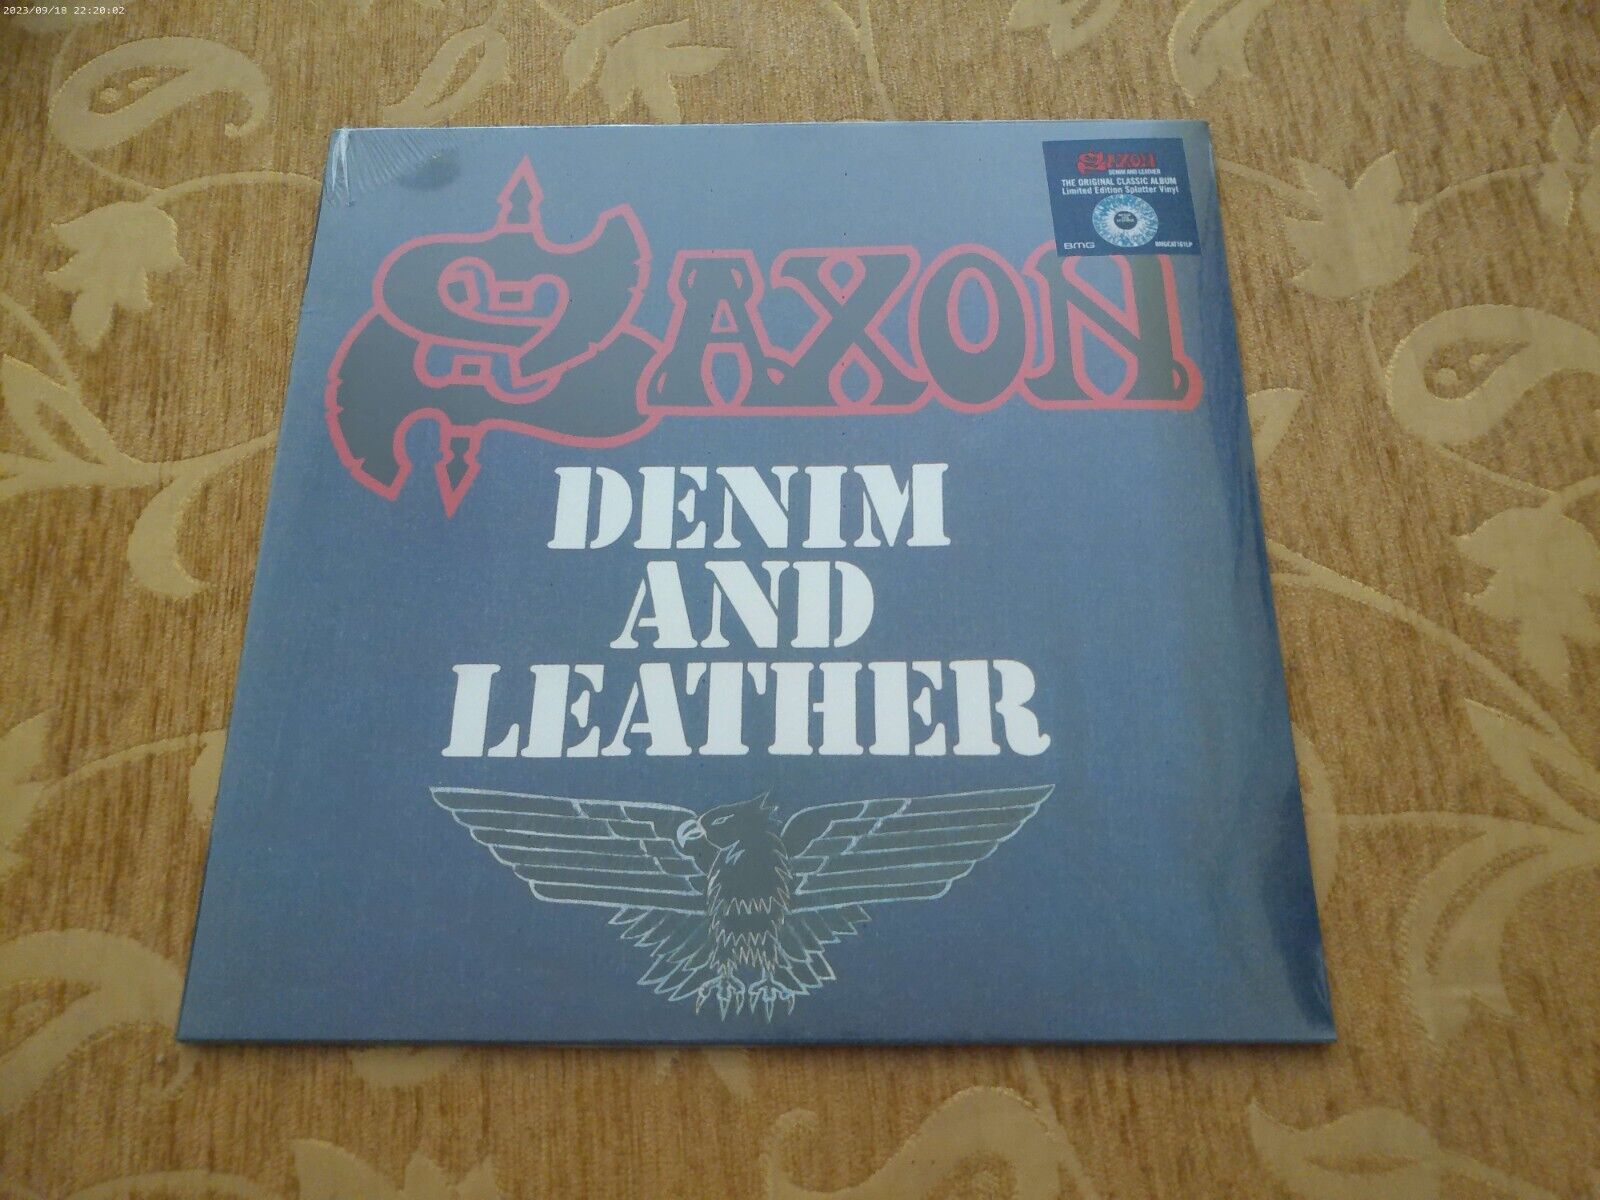 2023/09/18 22:20:02
SAXON
DENIM AND LEATHER
THE ORIGINAL CLASSIC ALBUM
Limited Edition Splatter Vinyl
BMG
BMGCAT161LP
SAXON
DENIM
AND
LEATHER